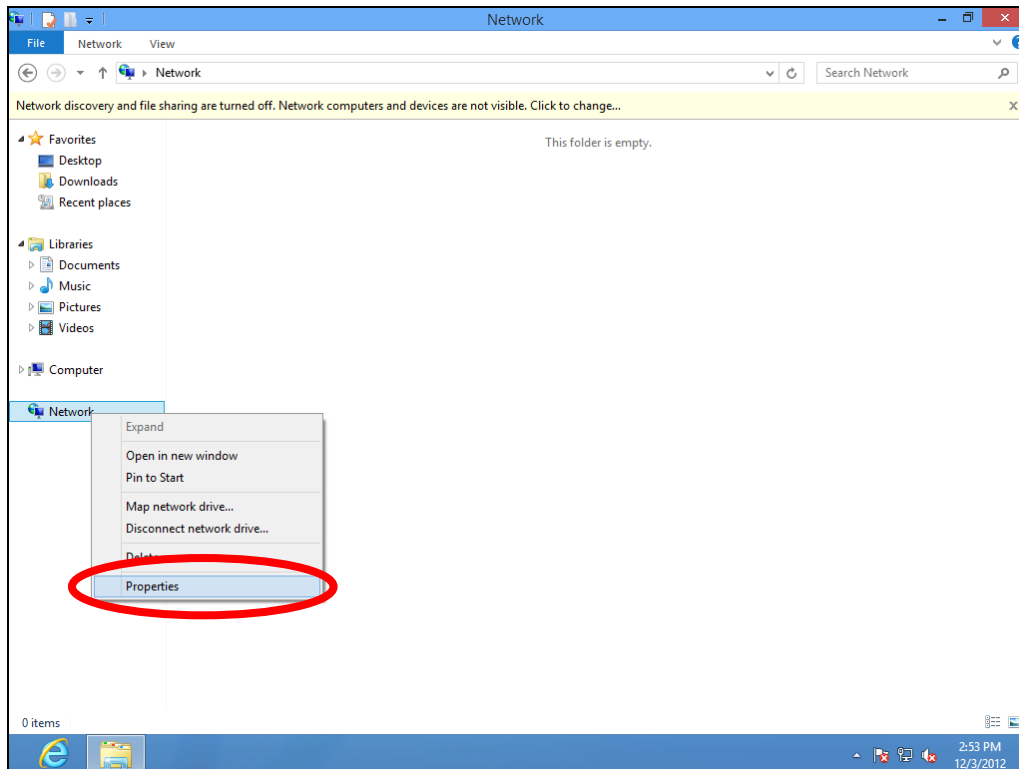 Network
File Network View
Network
Search Network
Network discovery and file sharing are turned off. Network computers and devices are not visible. Click to change...
This folder is empty.
Favorites
Desktop
Downloads
Recent places
Libraries
Documents
Music
Pictures
Videos
Computer
Network
Expand
Open in new window
Pin to Start
Map network drive...
Disconnect network drive...
Delete
Properties
0 items
2:53 PM
12/3/2012